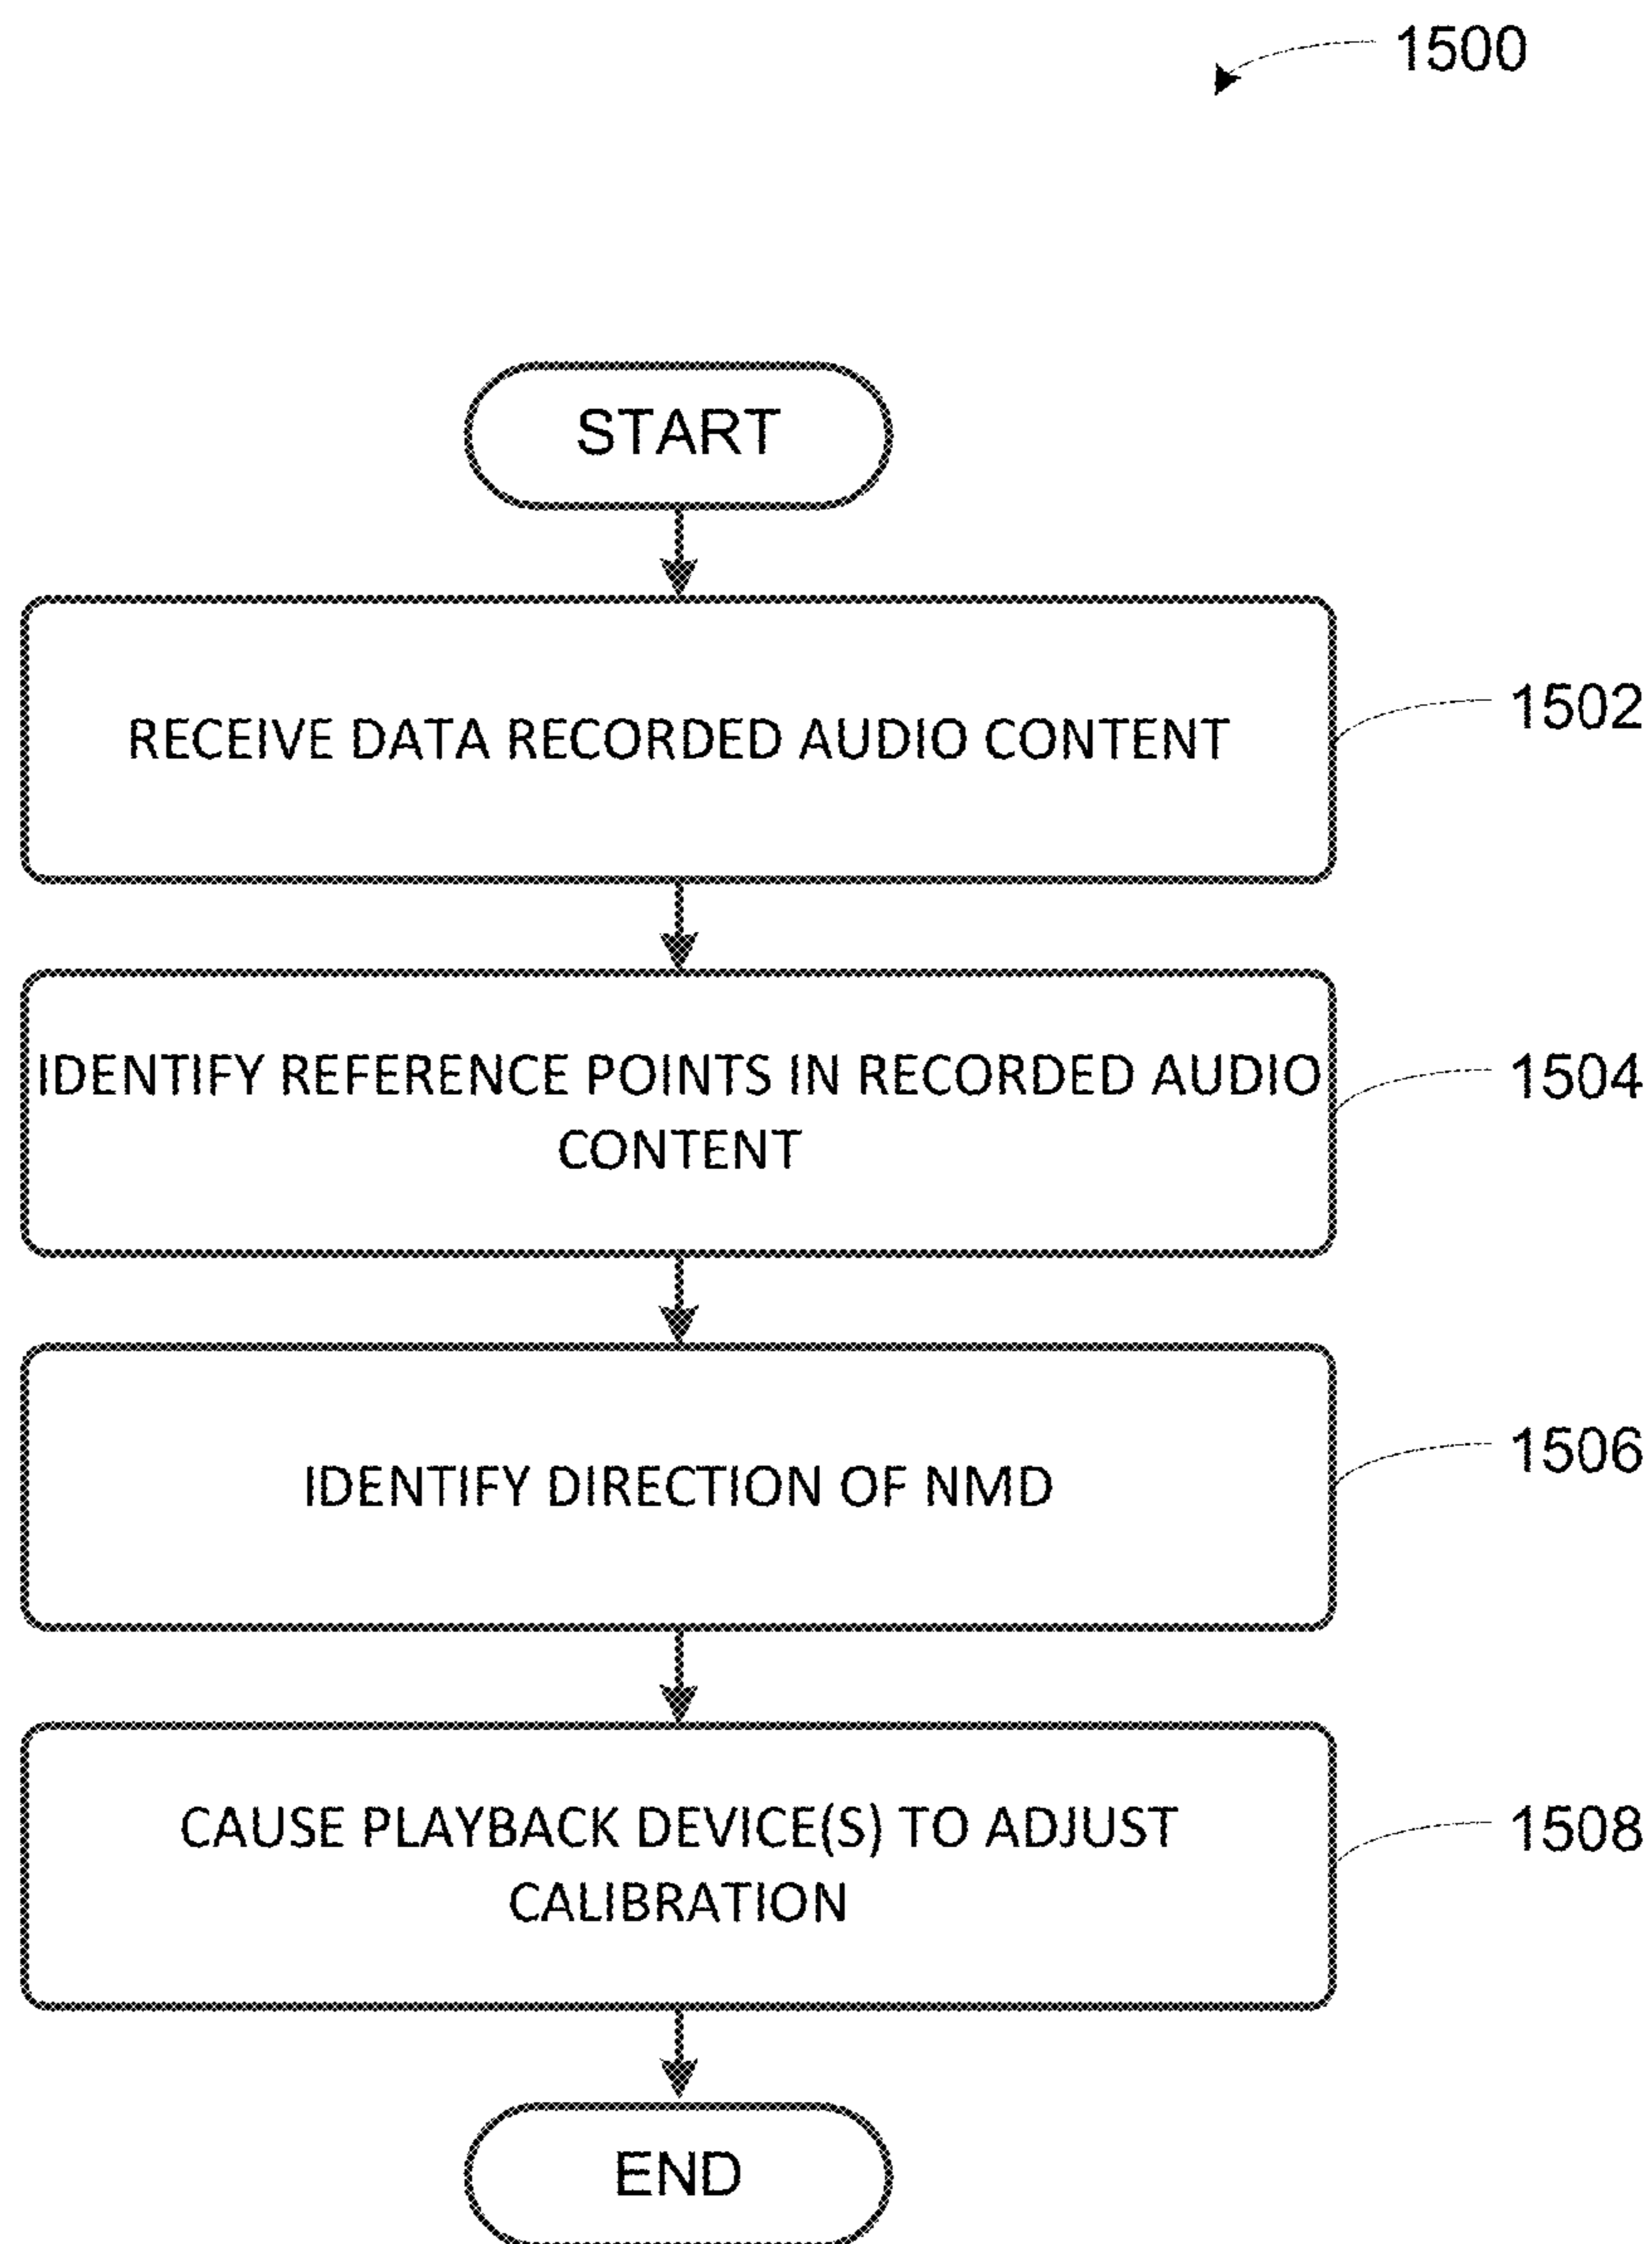 1500
START
RECEIVE DATA RECORDED AUDIO CONTENT
1502
IDENTIFY REFERENCE POINTS IN RECORDED AUDIO
CONTENT
1504
IDENTIFY DIRECTION OF NMD
1506
CAUSE PLAYBACK DEVICE(S) TO ADJUST
CALIBRATION
1508
END